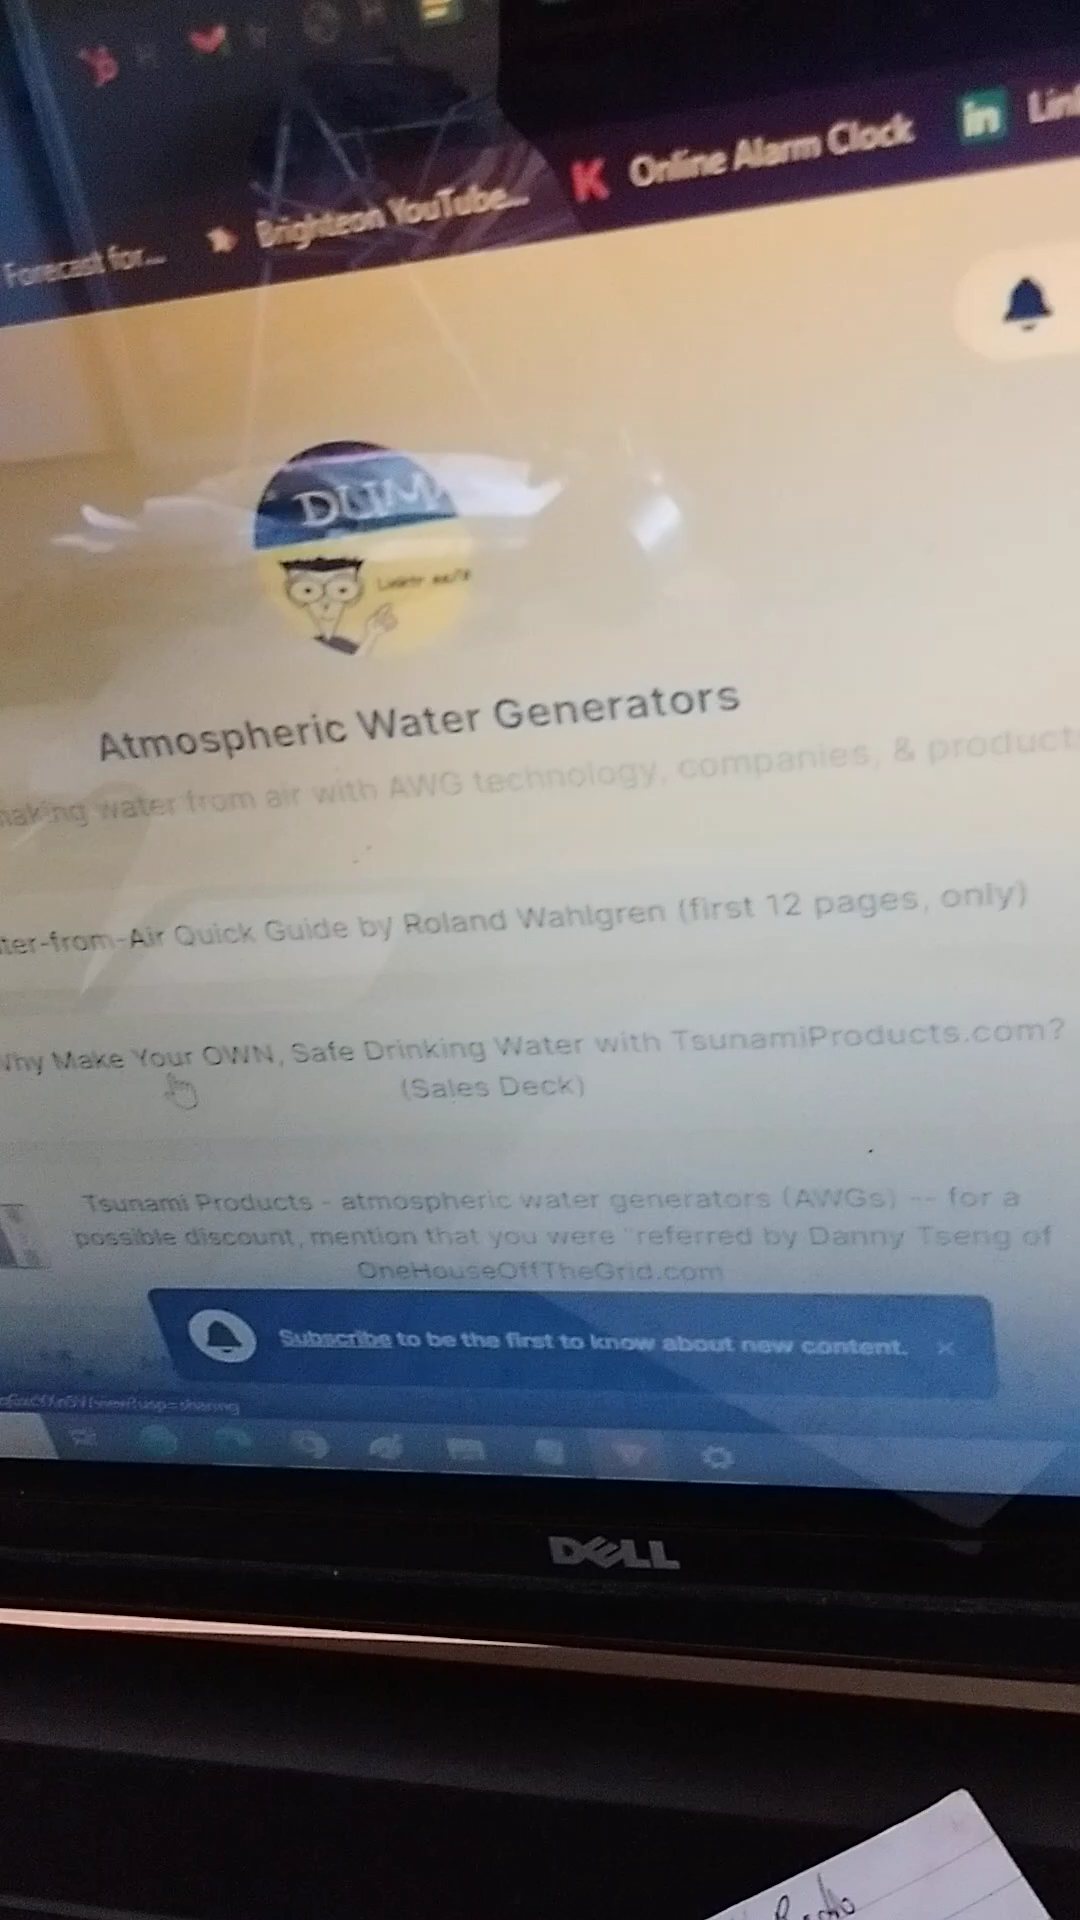 Online Alarm Clock
in
Forecast for...
Brighteon YouTube...
DUM
Atmospheric Water Generators
making water from air with AWG technology, companies, & product
ter-from-Air Quick Guide by Roland Wahlgren (first 12 pages, only)
Why Make Your OWN, Safe Drinking Water with TsunamiProducts.com?
(Sales Deck)
Tsunami Products - atmospheric water generators (AWGs) -- for a
possible discount, mention that you were "referred by Danny Tseng of
OneHouseOffTheGrid.com
Subscribe to be the first to know about new content.
DELL